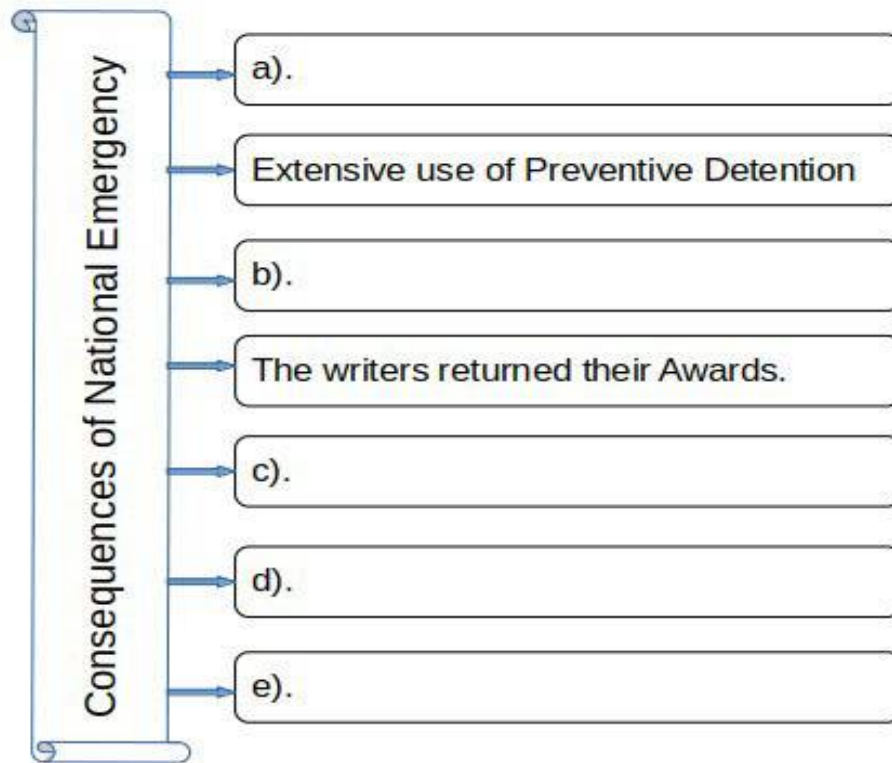 Consequences of National Emergency
a).
Extensive use of Preventive Detention
b).
The writers returned their Awards.
c).
d).
e).